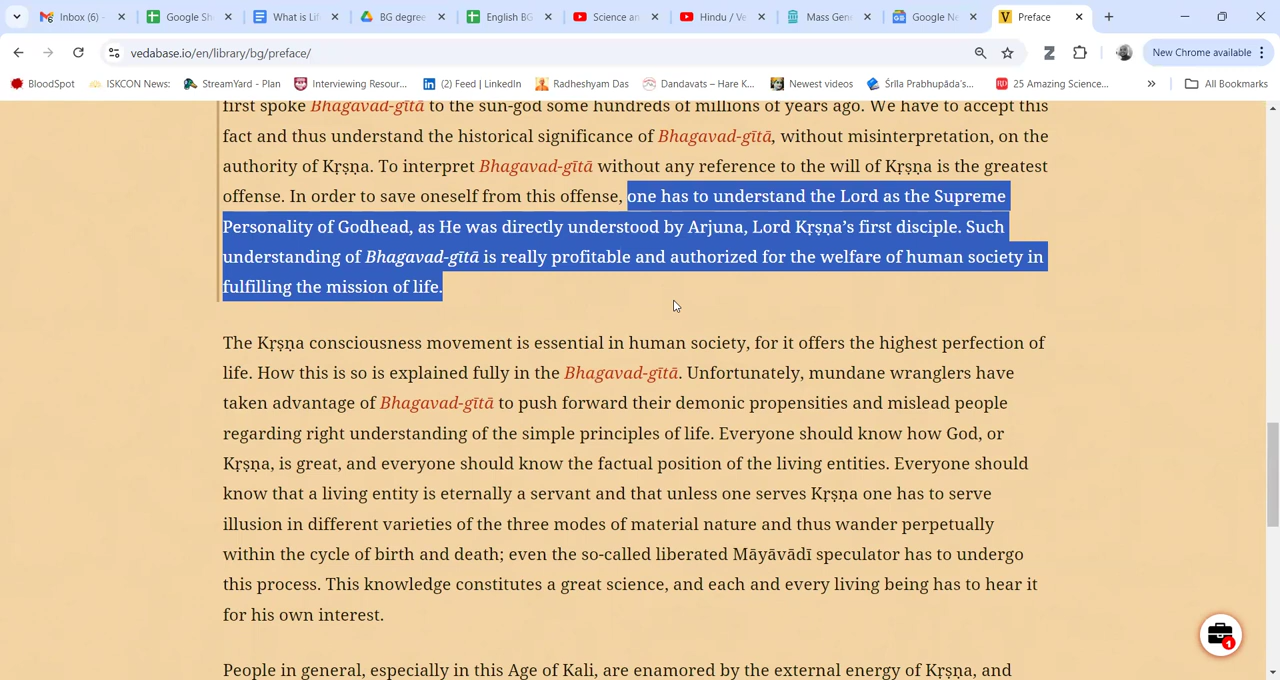 Inbox (6) -
Google Sh
What is Lif
BG degree
English BG
Science an
Hindu / Ve
Mass Gen
Google Ne
Preface
vedabase.io/en/library/bg/preface/
New Chrome available
BloodSpot
ISKCON News:
StreamYard - Plan
Interviewing Resour...
(2) Feed | LinkedIn
Radheshyam Das
Dandavats – Hare K...
Newest videos
Śrīla Prabhupāda's...
25 Amazing Science...
»
All Bookmarks
first spoke Bhagavad-gītā to the sun-god some hundreds of millions of years ago. We have to accept this
fact and thus understand the historical significance of Bhagavad-gītā, without misinterpretation, on the
authority of Kṛṣṇa. To interpret Bhagavad-gītā without any reference to the will of Kṛṣṇa is the greatest
offense. In order to save oneself from this offense, one has to understand the Lord as the Supreme
Personality of Godhead, as He was directly understood by Arjuna, Lord Kṛṣṇa’s first disciple. Such
understanding of Bhagavad-gītā is really profitable and authorized for the welfare of human society in
fulfilling the mission of life.
The Kṛṣṇa consciousness movement is essential in human society, for it offers the highest perfection of
life. How this is so is explained fully in the Bhagavad-gītā. Unfortunately, mundane wranglers have
taken advantage of Bhagavad-gītā to push forward their demonic propensities and mislead people
regarding right understanding of the simple principles of life. Everyone should know how God, or
Kṛṣṇa, is great, and everyone should know the factual position of the living entities. Everyone should
know that a living entity is eternally a servant and that unless one serves Kṛṣṇa one has to serve
illusion in different varieties of the three modes of material nature and thus wander perpetually
within the cycle of birth and death; even the so-called liberated Māyāvādī speculator has to undergo
this process. This knowledge constitutes a great science, and each and every living being has to hear it
for his own interest.
1
People in general, especially in this Age of Kali, are enamored by the external energy of Kṛṣṇa, and